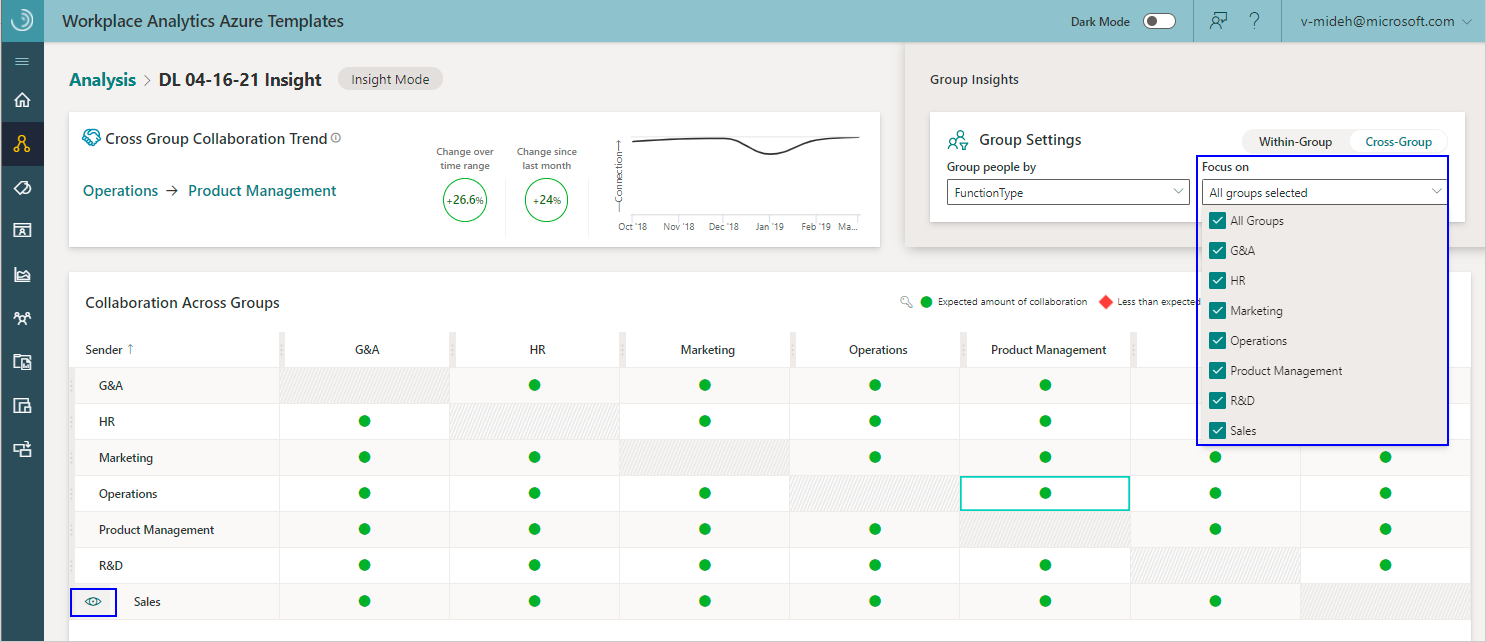 Workplace Analytics Azure Templates
Dark Mode
?
v-mideh@microsoft.com
Analysis > DL 04-16-21 Insight
Insight Mode
Cross Group Collaboration Trend
Operations → Product Management
Change over
time range
+26.6%
Change since
last month
+24%
Connection
Oct '18 Nov '18 Dec '18 Jan '19 Feb '19 Ma...
Group Insights
Group Settings
Within-Group
Cross-Group
Group people by
FunctionType
Focus on
All groups selected
All Groups
G&A
HR
Marketing
Operations
Product Management
R&D
Sales
Collaboration Across Groups
Expected amount of collaboration
Less than expected
Sender ↑ G&A HR Marketing Operations Product Management
G&A
HR
Marketing
Operations
Product Management
R&D
Sales